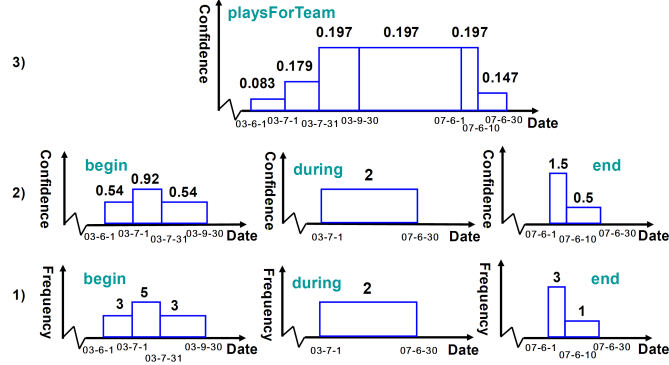 playsForTeam
3)
Confidence
0.083
0.179
0.197
0.197
0.197
0.147
03-6-1
03-7-1
03-7-31
03-9-30
07-6-1
07-6-10
07-6-30
Date
2)
Confidence
begin
0.54
0.92
0.54
03-6-1
03-7-1
03-7-31
03-9-30
Date
Confidence
during
2
03-7-1
07-6-30
Date
Confidence
end
1.5
0.5
07-6-1
07-6-10
07-6-30
Date
1)
Frequency
begin
3
5
3
03-6-1
03-7-1
03-7-31
03-9-30
Date
Frequency
during
2
03-7-1
07-6-30
Date
Frequency
end
3
1
07-6-1
07-6-10
07-6-30
Date